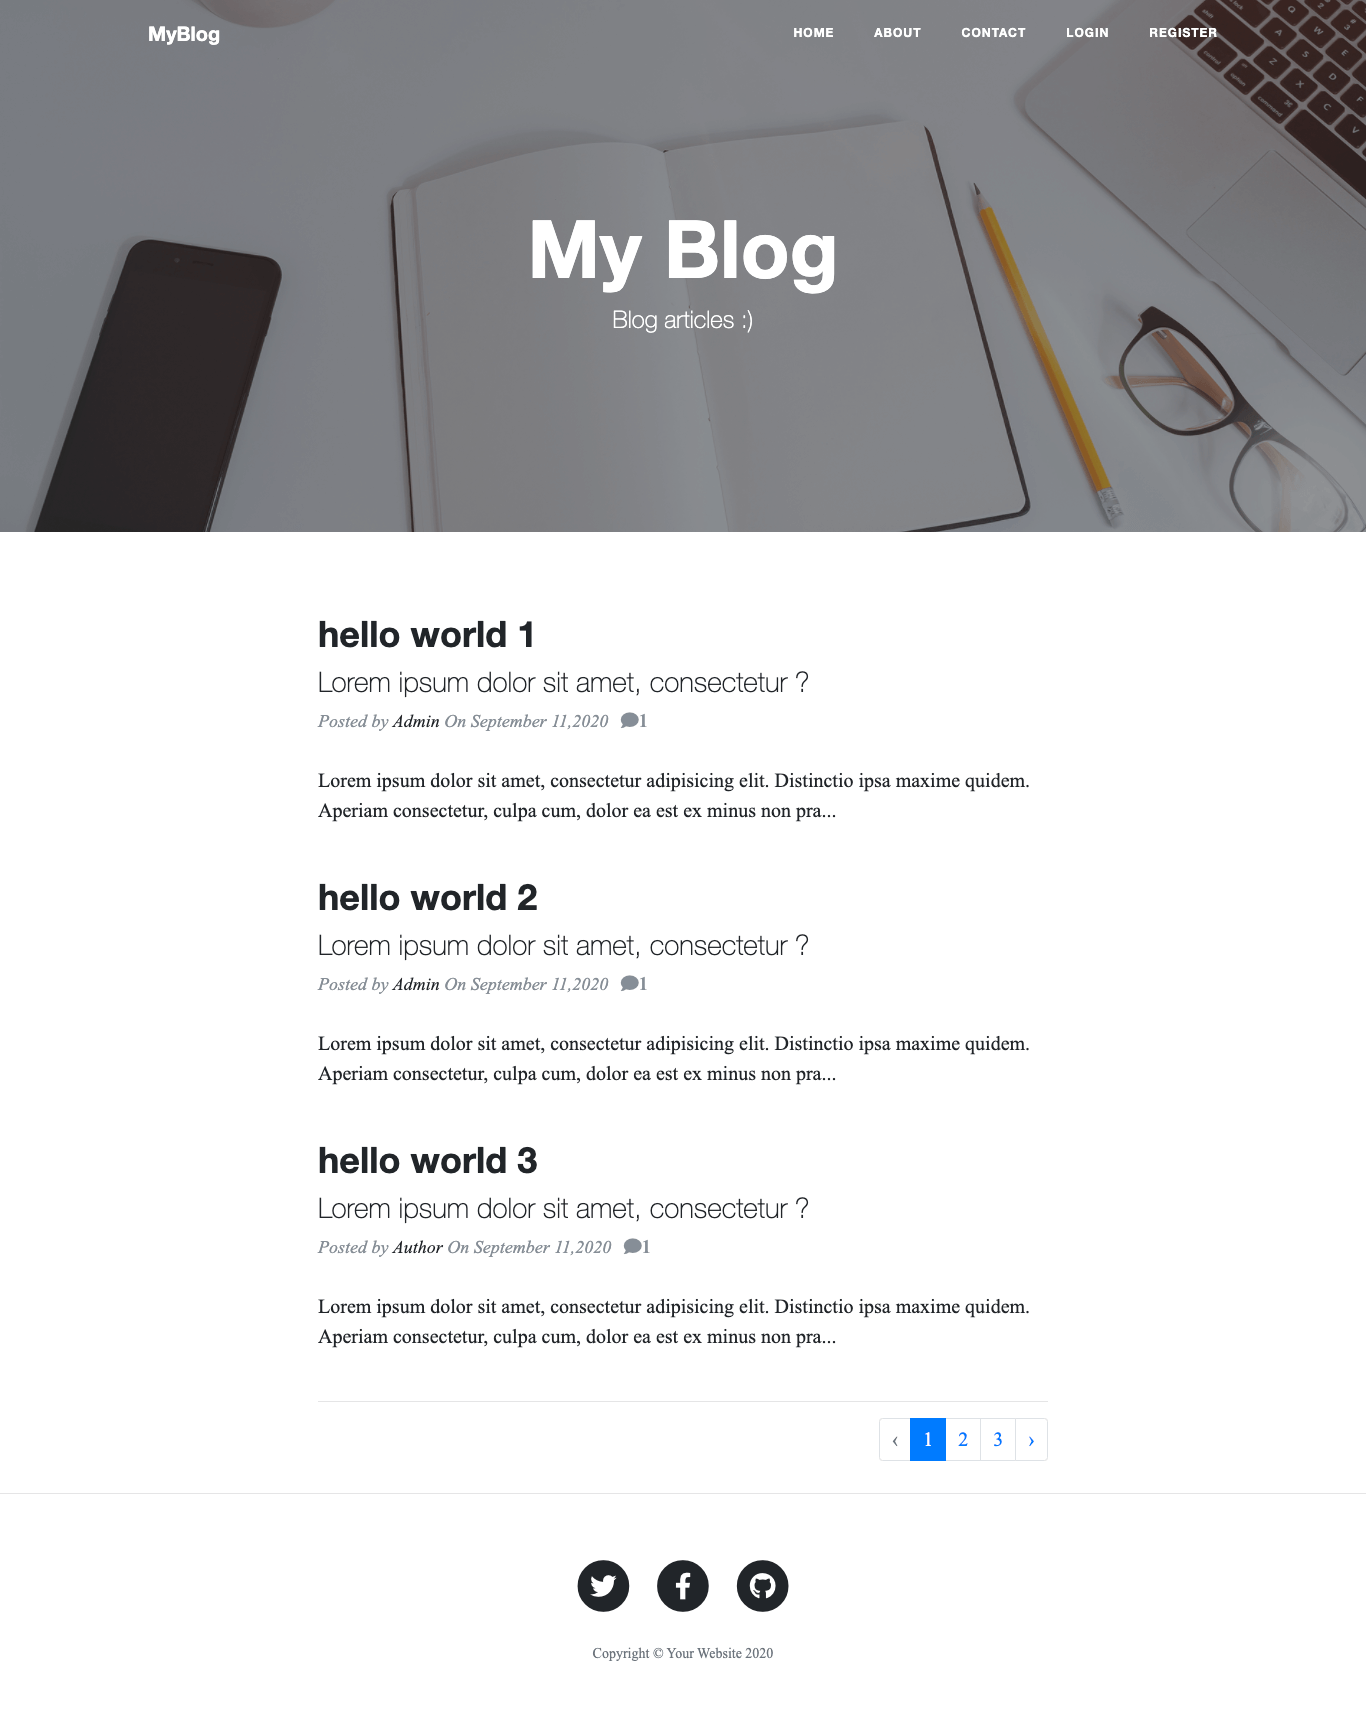 MyBlog
HOME ABOUT CONTACT LOGIN REGISTER
My Blog
Blog articles :)
hello world 1
Lorem ipsum dolor sit amet, consectetur ?
Posted by Admin On September 11,2020 1
Lorem ipsum dolor sit amet, consectetur adipisicing elit. Distinctio ipsa maxime quidem.
Aperiam consectetur, culpa cum, dolor ea est ex minus non pra...
hello world 2
Lorem ipsum dolor sit amet, consectetur ?
Posted by Admin On September 11,2020 1
Lorem ipsum dolor sit amet, consectetur adipisicing elit. Distinctio ipsa maxime quidem.
Aperiam consectetur, culpa cum, dolor ea est ex minus non pra...
hello world 3
Lorem ipsum dolor sit amet, consectetur ?
Posted by Author On September 11,2020 1
Lorem ipsum dolor sit amet, consectetur adipisicing elit. Distinctio ipsa maxime quidem.
Aperiam consectetur, culpa cum, dolor ea est ex minus non pra...
‹ 1 2 3 ›
Copyright © Your Website 2020